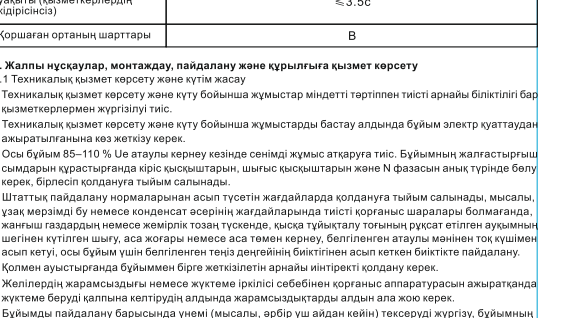 уақыты (қызметкерлердің
кідірісінсіз)
⩽3.5с
Қоршаған ортаның шарттары
В
. Жалпы нұсқаулар, монтаждау, пайдалану және құрылғыға қызмет көрсету
.1 Техникалық қызмет көрсету және күтім жасау
Техникалық қызмет көрсету және күту бойынша жұмыстар міндетті тәртіппен тиісті арнайы біліктілігі бар
қызметкерлермен жүргізілуі тиіс.
Техникалық қызмет көрсету және күту бойынша жұмыстарды бастау алдында бұйым электр қуаттаудан
ажыратылғанына көз жеткізу керек.
Осы бұйым 85–110 % Ue атаулы кернеу кезінде сенімді жұмыс атқаруға тиіс. Бұйымның жалғастырғыш
сымдарын құрастырғанда кіріс қысқыштарын, шығыс қысқыштарын және N фазасын анық түрінде бөлу
керек, бірлесіп қолдануға тыйым салынады.
Штаттық пайдалану нормаларынан асып түсетін жағдайларда қолдануға тыйым салынады, мысалы,
ұзақ мерзімді бу немесе конденсат әсерінің жағдайларында тиісті қорғаныс шаралары болмағанда,
жанғыш газдардың немесе жемірлік тозаң түскенде, қысқа тұйықталу тоғының рұқсат етілген ауқымының
шегінен күтілген шығу, аса жоғары немесе аса төмен кернеу, белгіленген атаулы мәнінен тоқ күшімен
асып кетуі, осы бұйым үшін белгіленген теңіз деңгейінің биіктігінен асып кеткен биіктікте пайдалану.
Қолмен ауыстырғанда бұйыммен бірге жеткізілетін арнайы иінтіректі қолдану керек.
Желілердің жарамсыздығы немесе жүктеме іркілісі себебінен қорғаныс аппаратурасын ажыратқанда
жүктеме беруді қалпына келтірудің алдында жарамсыздықтарды алдын ала жою керек.
Бұйымды пайдалану барысында үнемі (мысалы, әрбір үш айдан кейін) тексеруді жүргізу, бұйымның